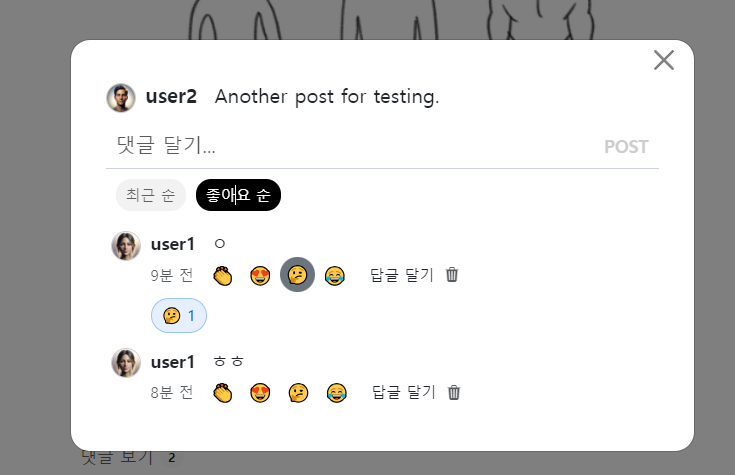 user2 Another post for testing.
댓글 달기... POST
최근 순 좋아요 순
user1 ㅇ
9분 전 👏 😍 🤔 😂 답글 달기
🤔 1
user1 ㅎㅎ
8분 전 👏 😍 🤔 😂 답글 달기
댓글 보기 2